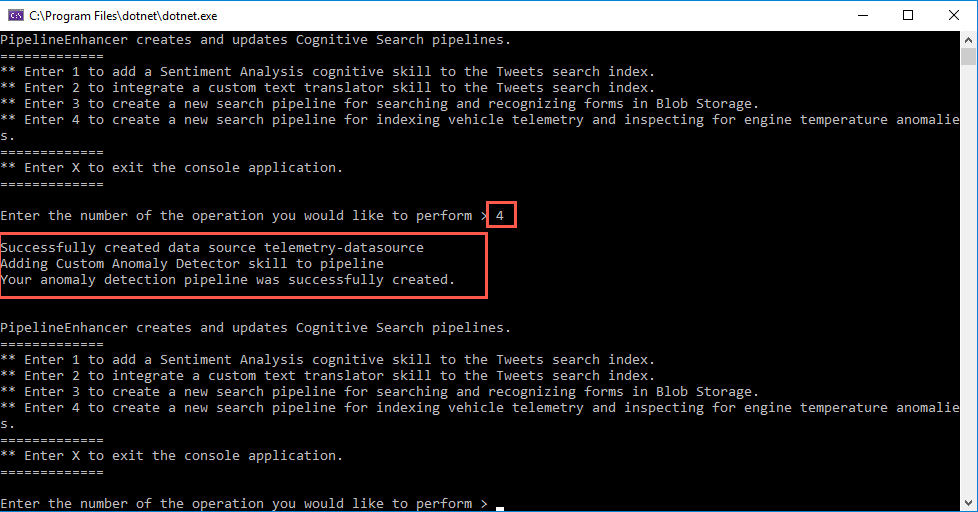 C:\Program Files\dotnet\dotnet.exe
PipelineEnhancer creates and updates Cognitive Search pipelines.
=============
** Enter 1 to add a Sentiment Analysis cognitive skill to the Tweets search index.
** Enter 2 to integrate a custom text translator skill to the Tweets search index.
** Enter 3 to create a new search pipeline for searching and recognizing forms in Blob Storage.
** Enter 4 to create a new search pipeline for indexing vehicle telemetry and inspecting for engine temperature anomalie
s.
=============
** Enter X to exit the console application.
=============
Enter the number of the operation you would like to perform > 4
Successfully created data source telemetry-datasource
Adding Custom Anomaly Detector skill to pipeline
Your anomaly detection pipeline was successfully created.
PipelineEnhancer creates and updates Cognitive Search pipelines.
=============
** Enter 1 to add a Sentiment Analysis cognitive skill to the Tweets search index.
** Enter 2 to integrate a custom text translator skill to the Tweets search index.
** Enter 3 to create a new search pipeline for searching and recognizing forms in Blob Storage.
** Enter 4 to create a new search pipeline for indexing vehicle telemetry and inspecting for engine temperature anomalie
s.
=============
** Enter X to exit the console application.
=============
Enter the number of the operation you would like to perform >